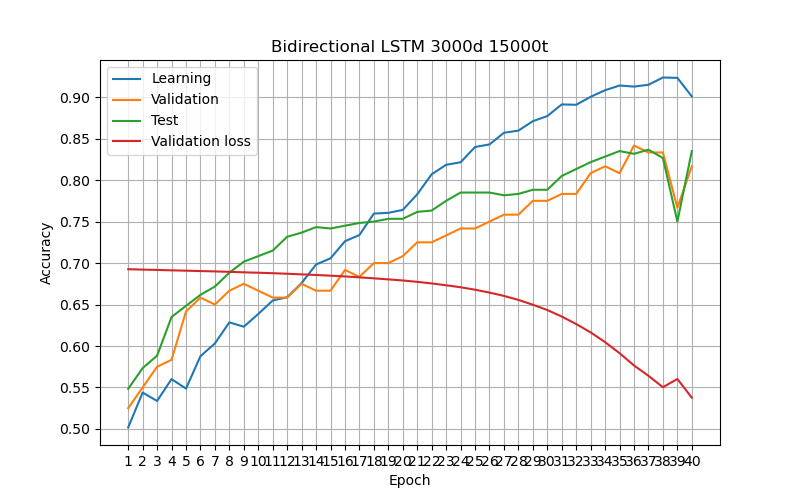 Bidirectional LSTM 3000d 15000t
Learning
Validation
Test
Validation loss
Accuracy
0.90
0.85
0.80
0.75
0.70
0.65
0.60
0.55
0.50
1 2 3 4 5 6 7 8 9 10 11 12 13 14 15 16 17 18 19 20 21 22 23 24 25 26 27 28 29 30 31 32 33 34 35 36 37 38 39 40
Epoch